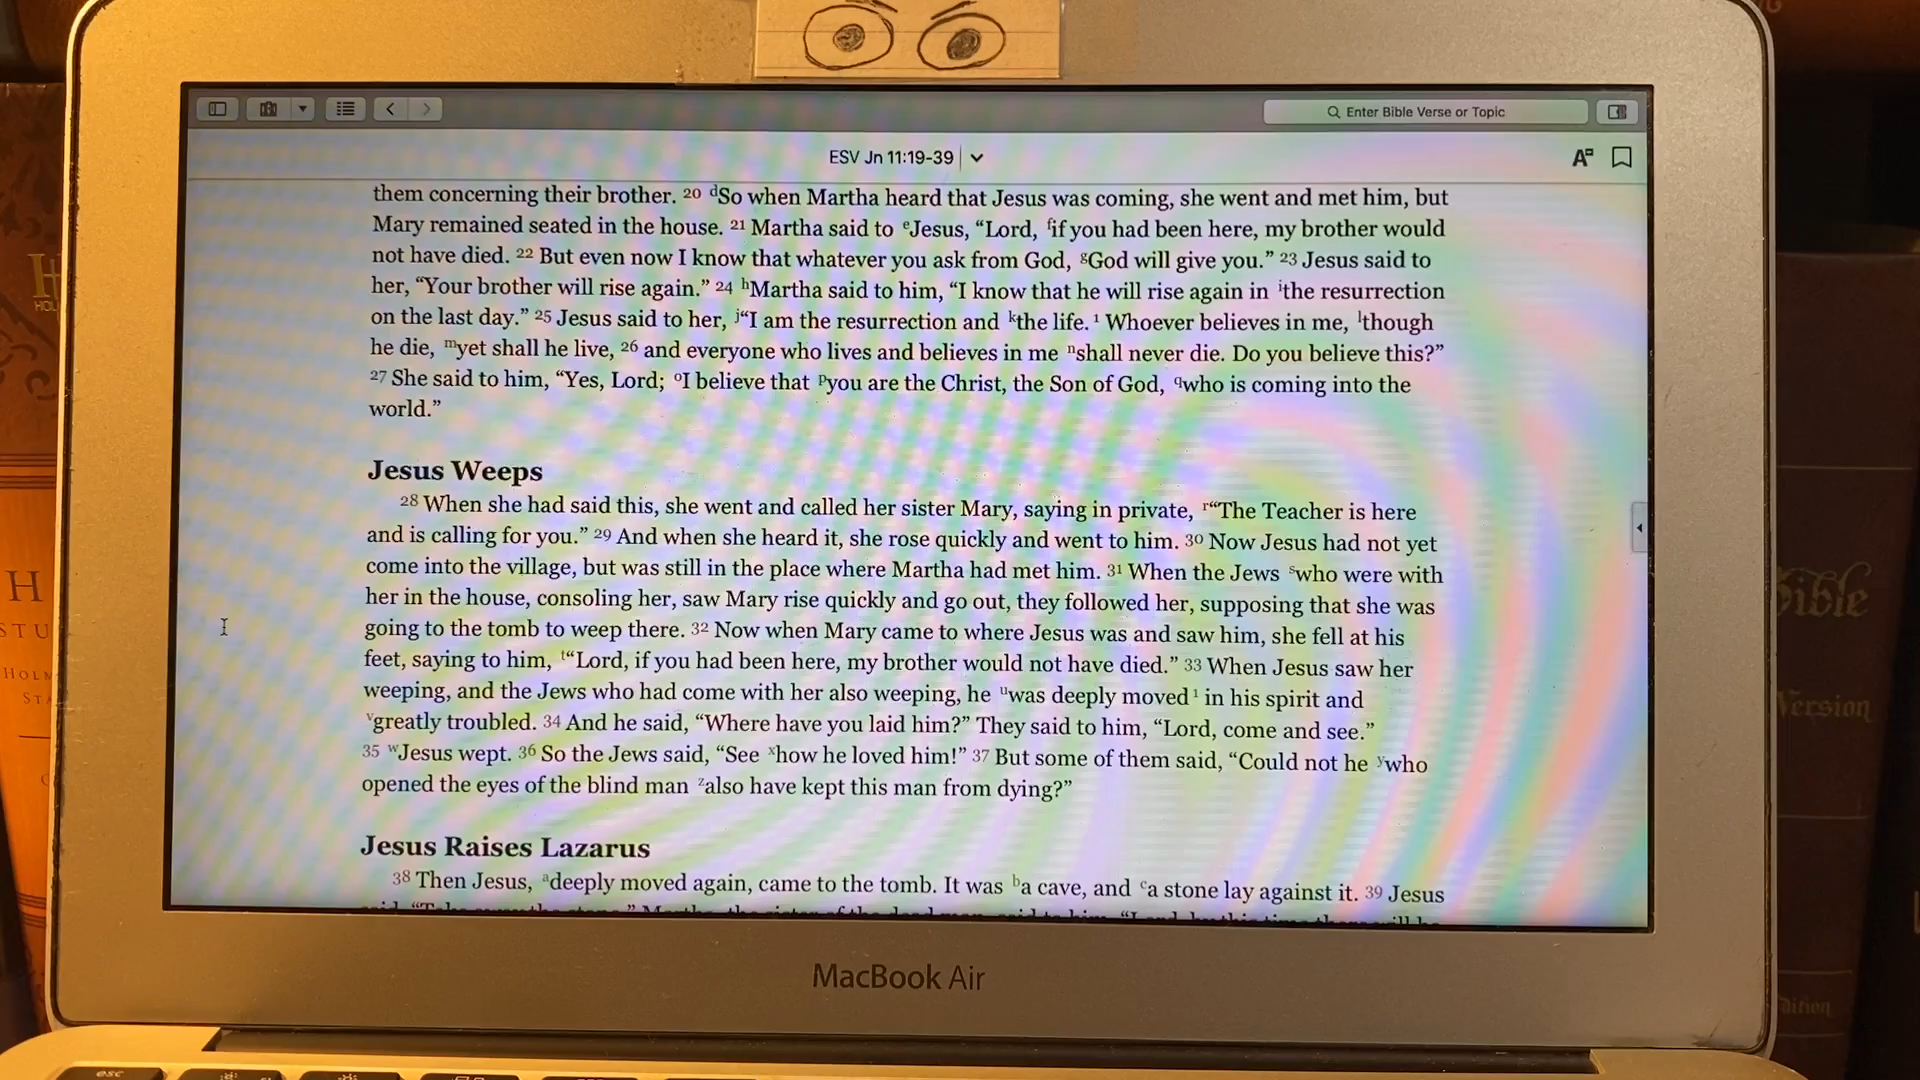 Enter Bible Verse or Topic
ESV Jn 11:19-39
them concerning their brother. 20 dSo when Martha heard that Jesus was coming, she went and met him, but
Mary remained seated in the house. 21 Martha said to eJesus, “Lord, fif you had been here, my brother would
not have died. 22 But even now I know that whatever you ask from God, gGod will give you.” 23 Jesus said to
her, “Your brother will rise again.” 24 hMartha said to him, “I know that he will rise again in ithe resurrection
on the last day.” 25 Jesus said to her, j“I am the resurrection and kthe life.1 Whoever believes in me, lthough
he die, myet shall he live, 26 and everyone who lives and believes in me nshall never die. Do you believe this?”
27 She said to him, “Yes, Lord; oI believe that pyou are the Christ, the Son of God, qwho is coming into the
world.”
Jesus Weeps
28 When she had said this, she went and called her sister Mary, saying in private, r“The Teacher is here
and is calling for you.” 29 And when she heard it, she rose quickly and went to him. 30 Now Jesus had not yet
come into the village, but was still in the place where Martha had met him. 31 When the Jews swho were with
her in the house, consoling her, saw Mary rise quickly and go out, they followed her, supposing that she was
going to the tomb to weep there. 32 Now when Mary came to where Jesus was and saw him, she fell at his
feet, saying to him, t“Lord, if you had been here, my brother would not have died.” 33 When Jesus saw her
weeping, and the Jews who had come with her also weeping, he uwas deeply moved1 in his spirit and
vgreatly troubled. 34 And he said, “Where have you laid him?” They said to him, “Lord, come and see.”
35 wJesus wept. 36 So the Jews said, “See xhow he loved him!” 37 But some of them said, “Could not he ywho
opened the eyes of the blind man zalso have kept this man from dying?”
Jesus Raises Lazarus
38 Then Jesus, adeeply moved again, came to the tomb. It was ba cave, and ca stone lay against it. 39 Jesus
MacBook Air
esc
Bible
Version